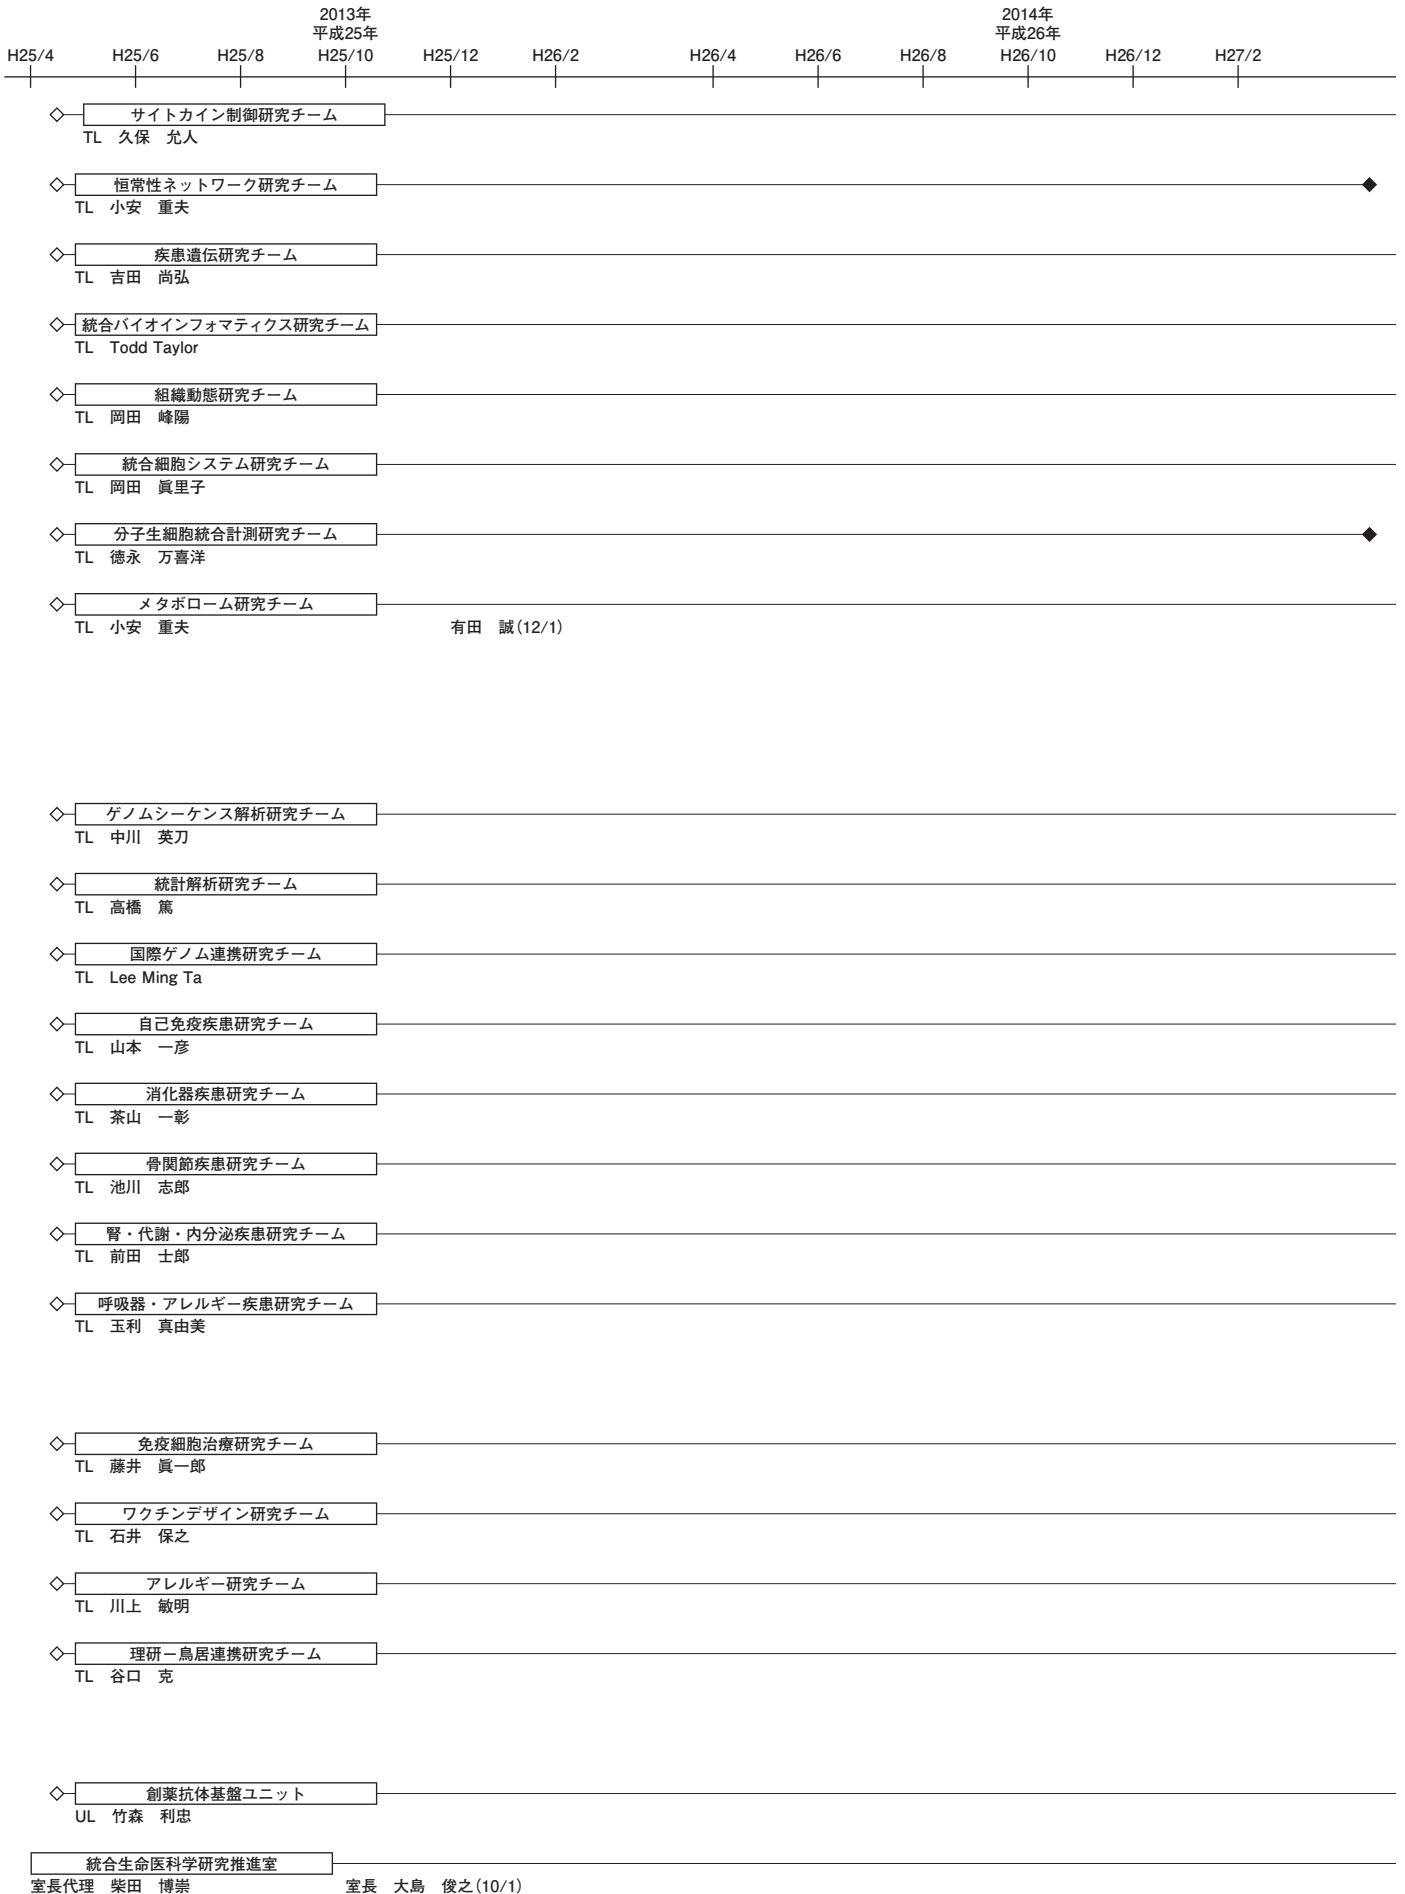 2013年
2014年
平成25年
平成26年
H25/4 H25/6 H25/8 H25/10 H25/12 H26/2 H26/4 H26/6 H26/8 H26/10 H26/12 H27/2
サイトカイン制御研究チーム
TL 久保 允人
恒常性ネットワーク研究チーム
TL 小安 重夫
疾患遺伝研究チーム
TL 吉田 尚弘
統合バイオインフォマティクス研究チーム
TL Todd Taylor
組織動態研究チーム
TL 岡田 峰陽
統合細胞システム研究チーム
TL 岡田 眞里子
分子生細胞統合計測研究チーム
TL 徳永 万喜洋
メタボローム研究チーム
TL 小安 重夫 有田 誠(12/1)
ゲノムシーケンス解析研究チーム
TL 中川 英刀
統計解析研究チーム
TL 高橋 篤
国際ゲノム連携研究チーム
TL Lee Ming Ta
自己免疫疾患研究チーム
TL 山本 一彦
消化器疾患研究チーム
TL 茶山 一彰
骨関節疾患研究チーム
TL 池川 志郎
腎・代謝・内分泌疾患研究チーム
TL 前田 士郎
呼吸器・アレルギー疾患研究チーム
TL 玉利 真由美
免疫細胞治療研究チーム
TL 藤井 眞一郎
ワクチンデザイン研究チーム
TL 石井 保之
アレルギー研究チーム
TL 川上 敏明
理研－鳥居連携研究チーム
TL 谷口 克
創薬抗体基盤ユニット
UL 竹森 利忠
統合生命医科学研究推進室
室長代理 柴田 博崇 室長 大島 俊之(10/1)